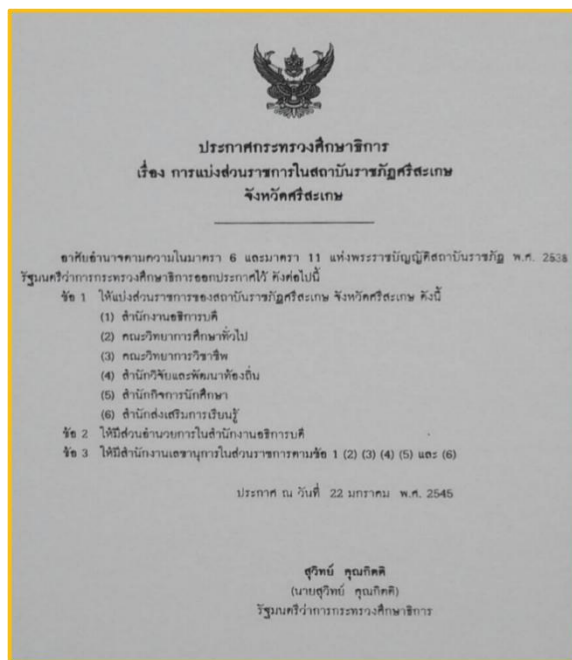 ประกาศกระทรวงศึกษาธิการ
เรื่อง การแบ่งส่วนราชการในสถาบันราชภัฏศรีสะเกษ
จังหวัดศรีสะเกษ
อาศัยอำนาจตามความในมาตรา 6 และมาตรา 11 แห่งพระราชบัญญัติสถาบันราชภัฏ พ.ศ. 2538
รัฐมนตรีว่าการกระทรวงศึกษาธิการออกประกาศไว้ ดังต่อไปนี้
ข้อ 1 ให้แบ่งส่วนราชการของสถาบันราชภัฏศรีสะเกษ จังหวัดศรีสะเกษ ดังนี้
(1) สำนักงานอธิการบดี
(2) คณะวิทยาการศึกษาทั่วไป
(3) คณะวิทยาการวิชาชีพ
(4) สำนักวิจัยและพัฒนาท้องถิ่น
(5) สำนักกิจการนักศึกษา
(6) สำนักส่งเสริมการเรียนรู้
ข้อ 2 ให้มีส่วนอำนวยการในสำนักงานอธิการบดี
ข้อ 3 ให้มีสำนักงานเลขานุการในส่วนราชการตามข้อ 1 (2) (3) (4) (5) และ (6)
ประกาศ ณ วันที่ 22 มกราคม พ.ศ. 2545
สุวิทย์ คุณกิตติ
(นายสุวิทย์ คุณกิตติ)
รัฐมนตรีว่าการกระทรวงศึกษาธิการ